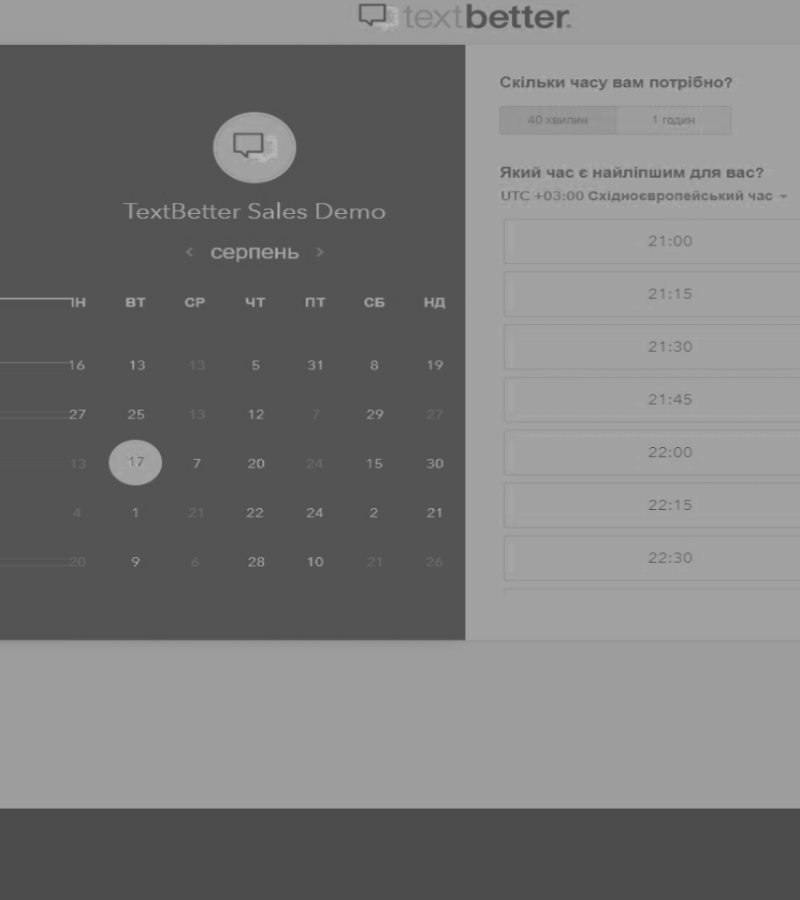 textbetter.
TextBetter Sales Demo
серпень
ПН ВТ СР ЧТ ПТ СБ НД
16 13 13 5 31 8 19
27 25 13 12 7 29 27
13 17 7 20 24 15 30
4 1 21 22 24 2 21
20 9 6 28 10 21 26
Скільки часу вам потрібно?
40 хвилин 1 годин
Який час є найліпшим для вас?
UTC +03:00 Східноєвропейський час
21:00
21:15
21:30
21:45
22:00
22:15
22:30